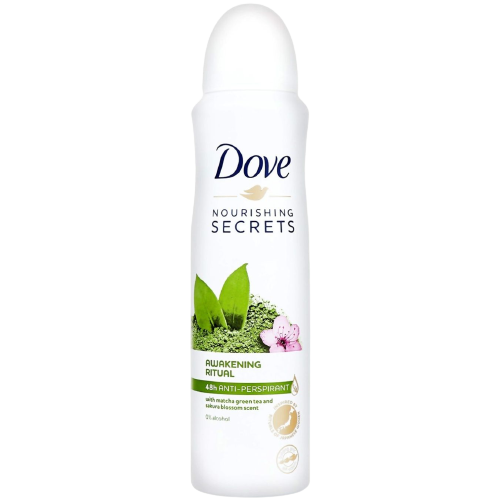 Dove
NOURISHING
SECRETS
AWAKENING
RITUAL
48h ANTI-PERSPIRANT
with matcha green tea and
sakura blossom scent
0% alcohol